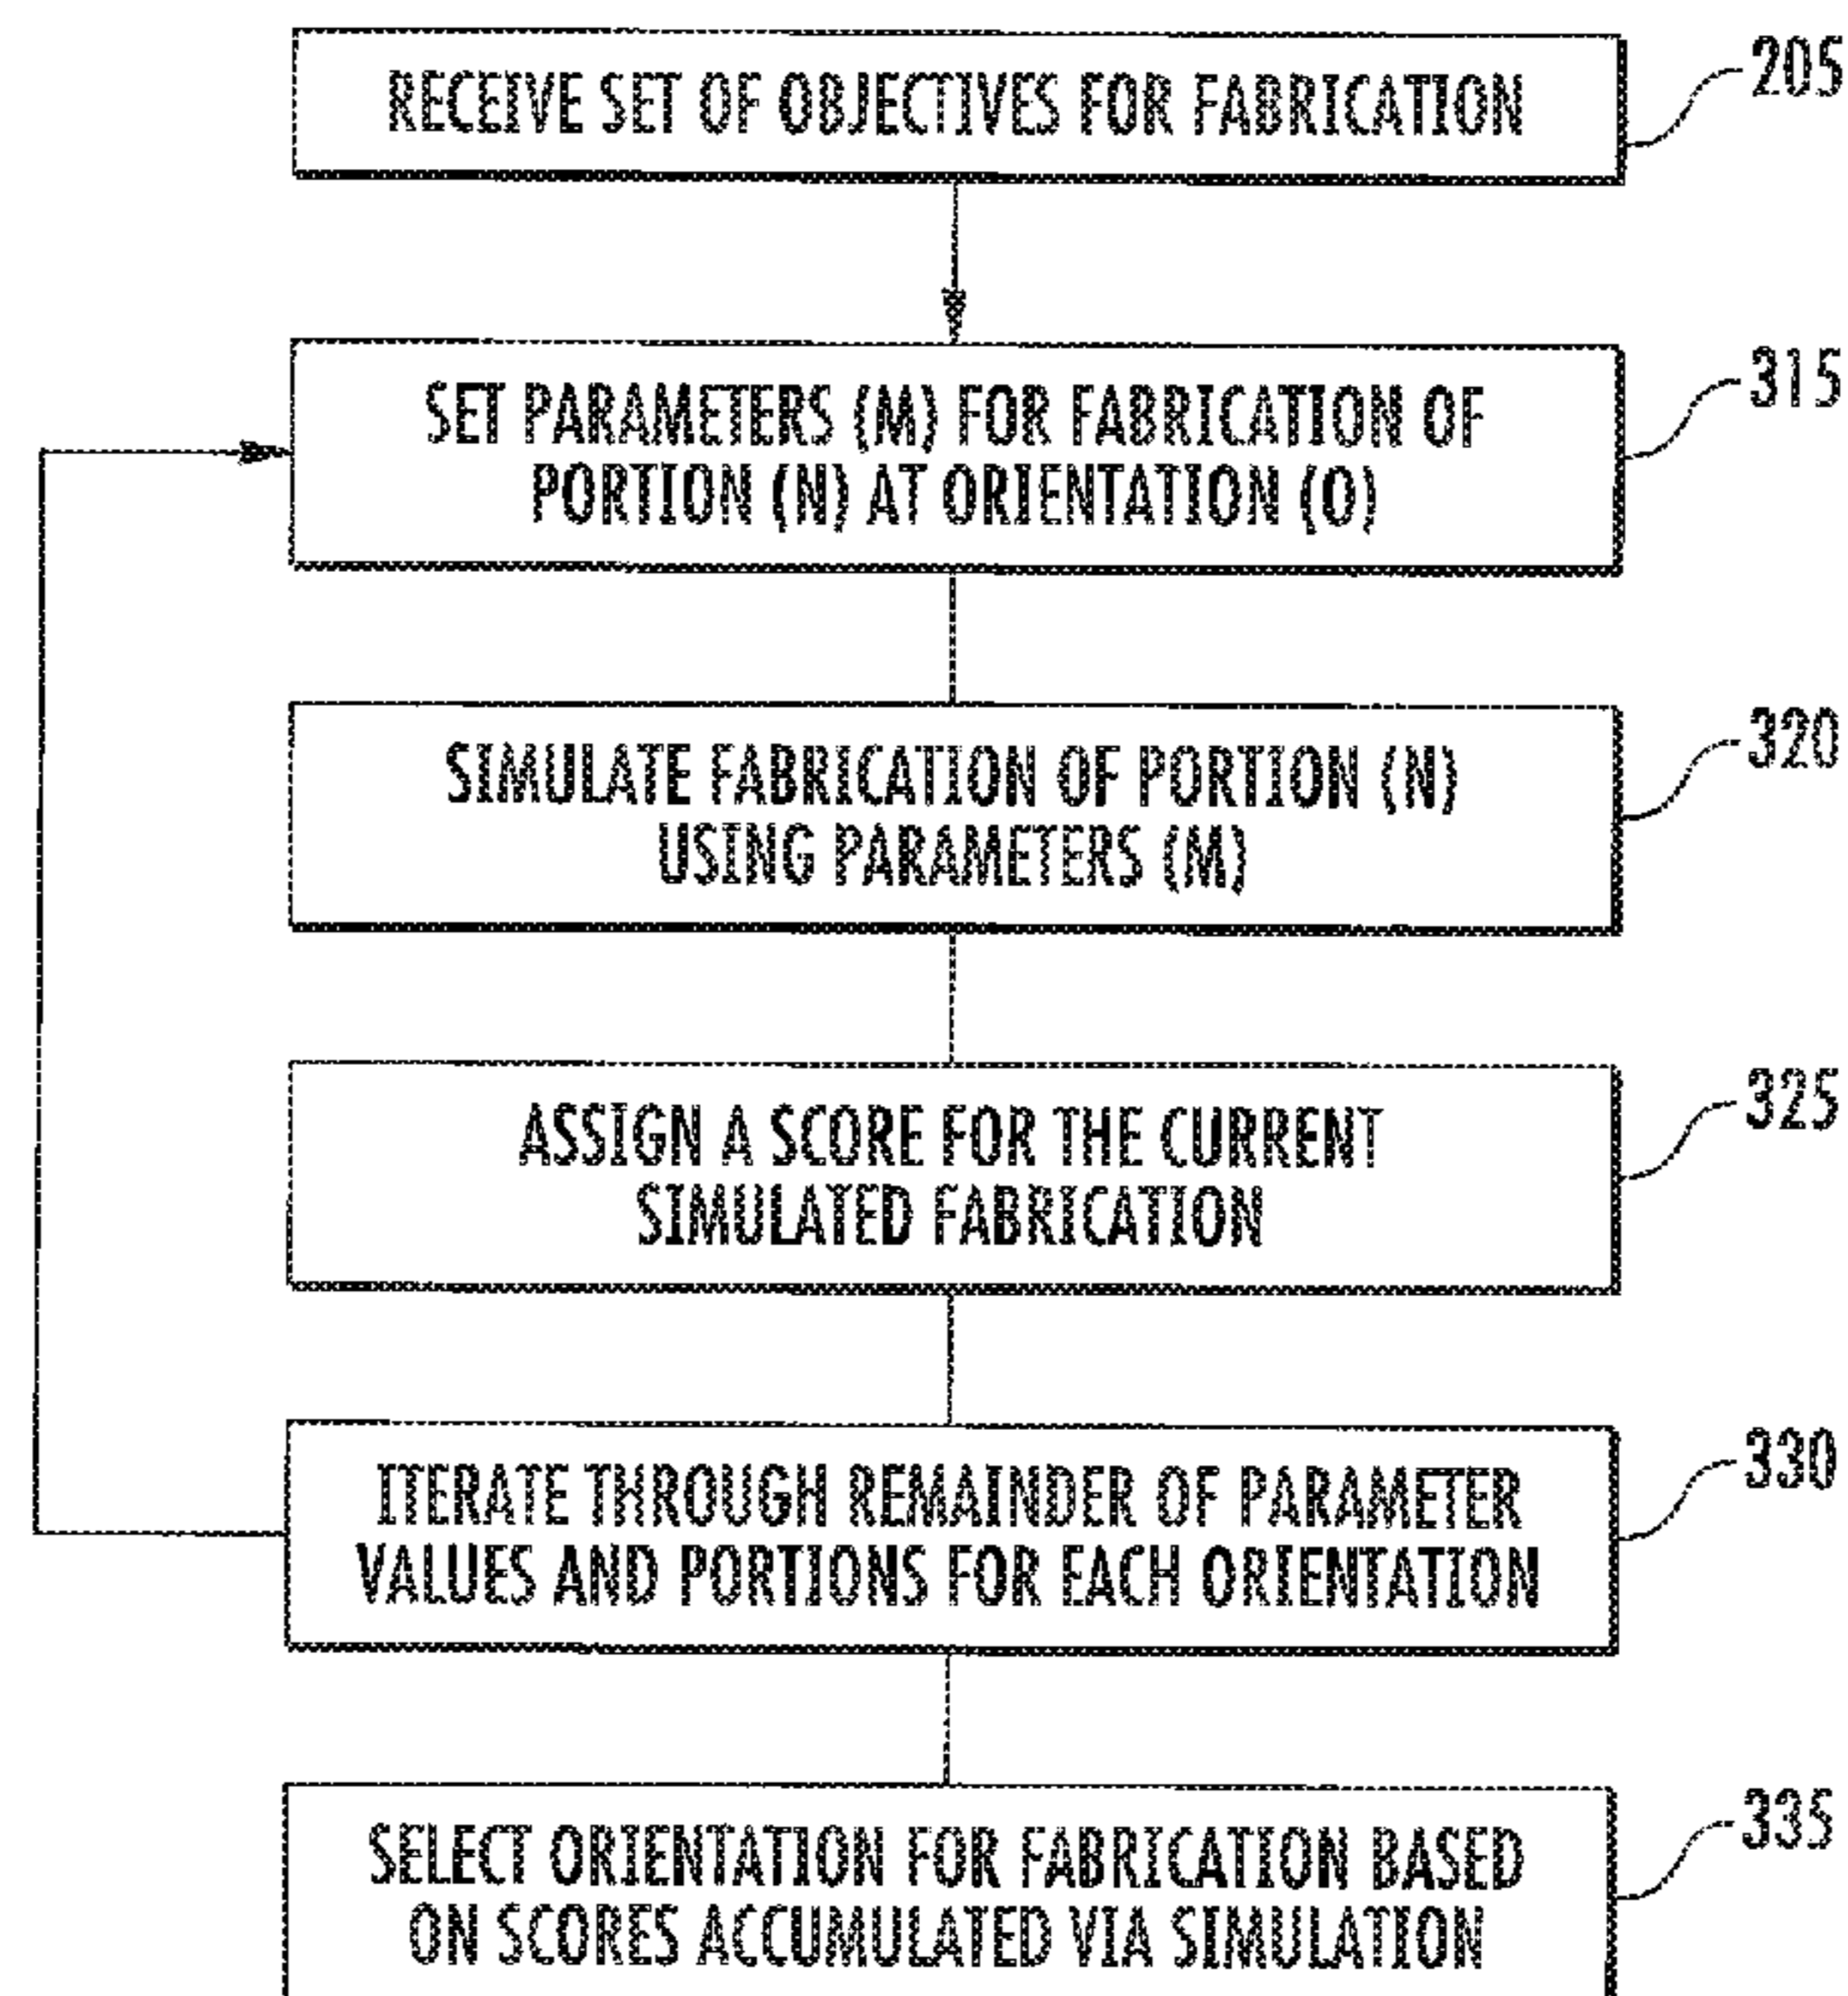 RECEIVE SET OF OBJECTIVES FOR FABRICATION
205
SET PARAMETERS (M) FOR FABRICATION OF
PORTION (N) AT ORIENTATION (O)
315
SIMULATE FABRICATION OF PORTION (N)
USING PARAMETERS (M)
320
ASSIGN A SCORE FOR THE CURRENT
SIMULATED FABRICATION
325
ITERATE THROUGH REMAINDER OF PARAMETER
VALUES AND PORTIONS FOR EACH ORIENTATION
330
SELECT ORIENTATION FOR FABRICATION BASED
ON SCORES ACCUMULATED VIA SIMULATION
335